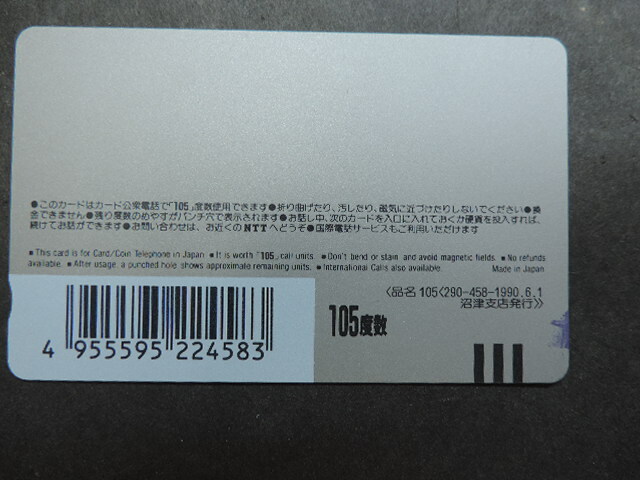 ●このカードはカード公衆電話で「105」度数使用できます●折り曲げたり、汚したり、磁気に近づけたりしないでください●換
金できません●残り度数のめやすがパンチ穴で表示されます●お話し中、次のカードを入口に入れておくか硬貨を投入すれば、
続けてお話ができます●お問い合わせは、お近くのNTTへどうぞ●国際電話サービスもご利用いただけます
●This card is for Card/Coin Telephone in Japan ●It is worth「105」call units ●Don't bend or stain and avoid magnetic fields. ●No refunds
available. ●After usage, a punched hole shows approximate remaining units. ●International Calls also available. Made in Japan
〈品名 105〈290-458-1990.6.1
沼津支店発行〉〉
105度数
4 955595 224583